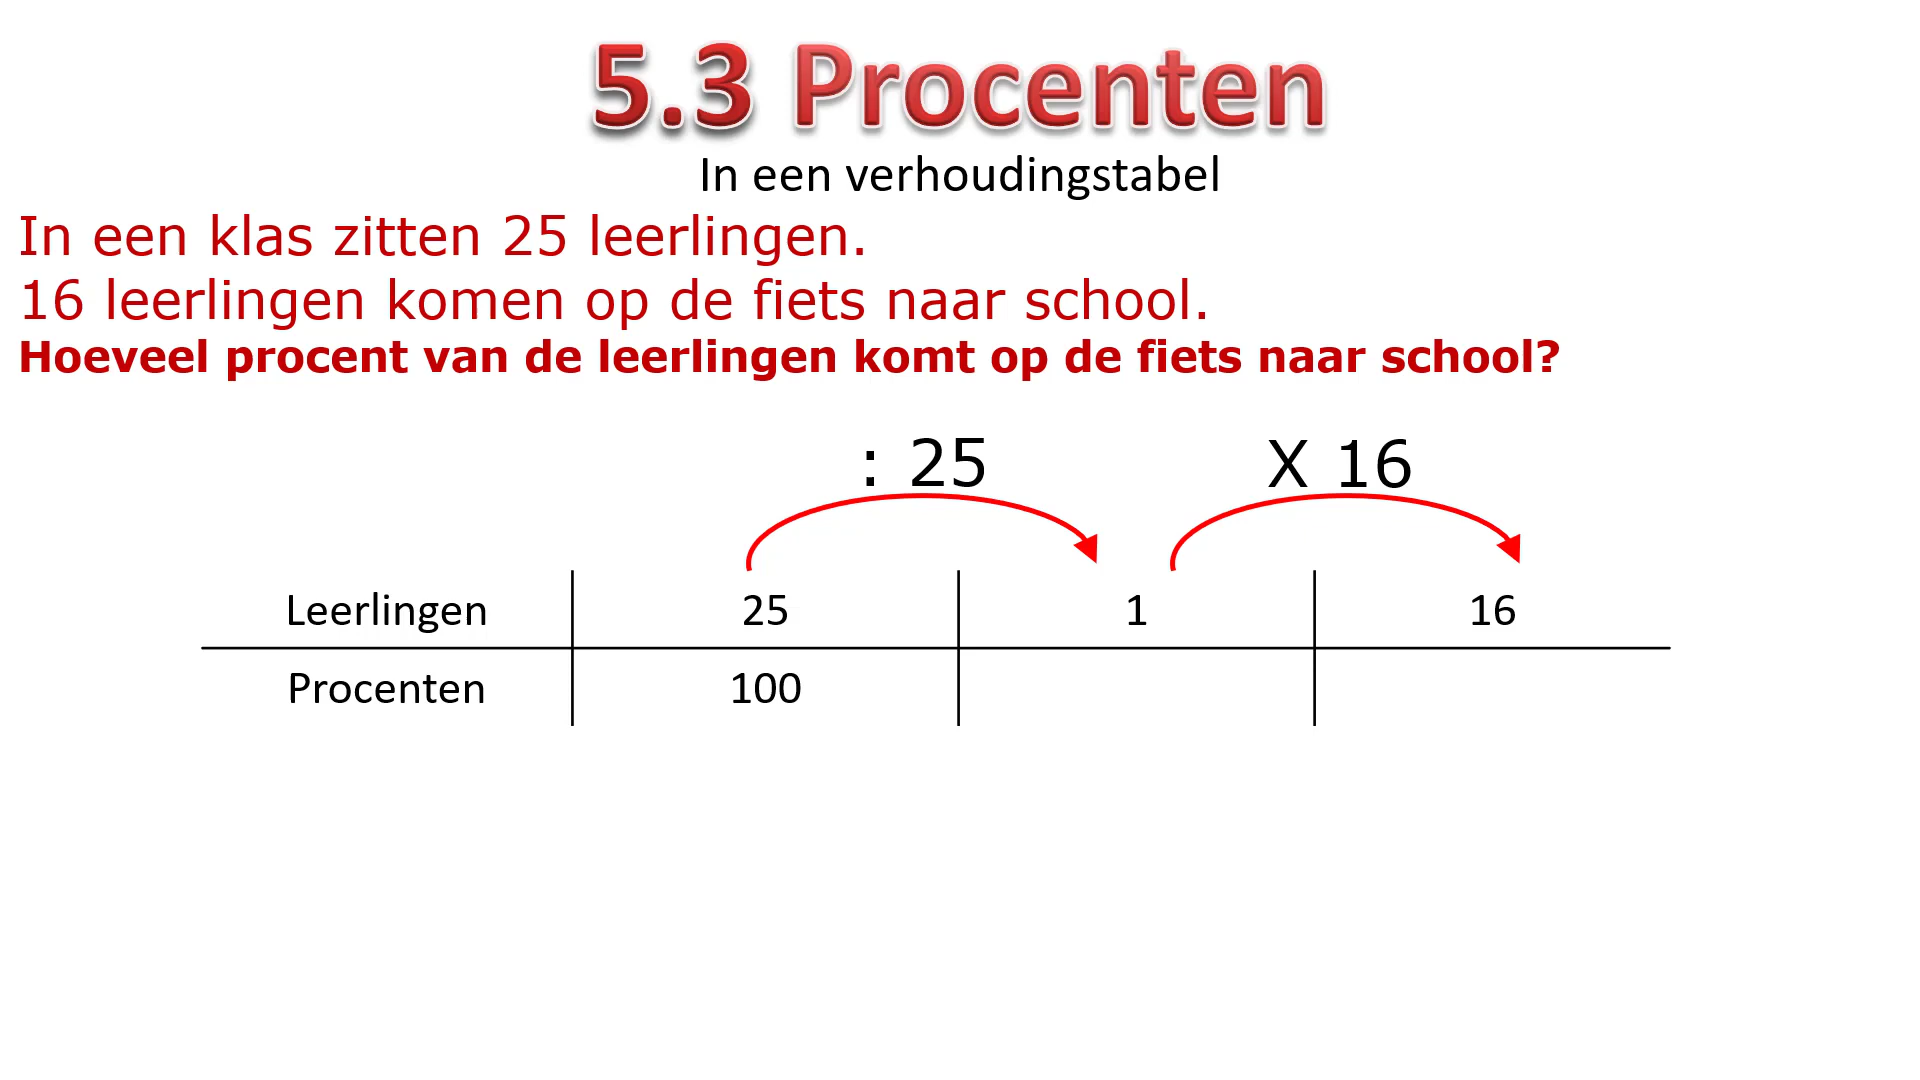 5.3 Procenten
In een verhoudingstabel
In een klas zitten 25 leerlingen.
16 leerlingen komen op de fiets naar school.
Hoeveel procent van de leerlingen komt op de fiets naar school?
: 25 X 16
Leerlingen 25 1 16
Procenten 100